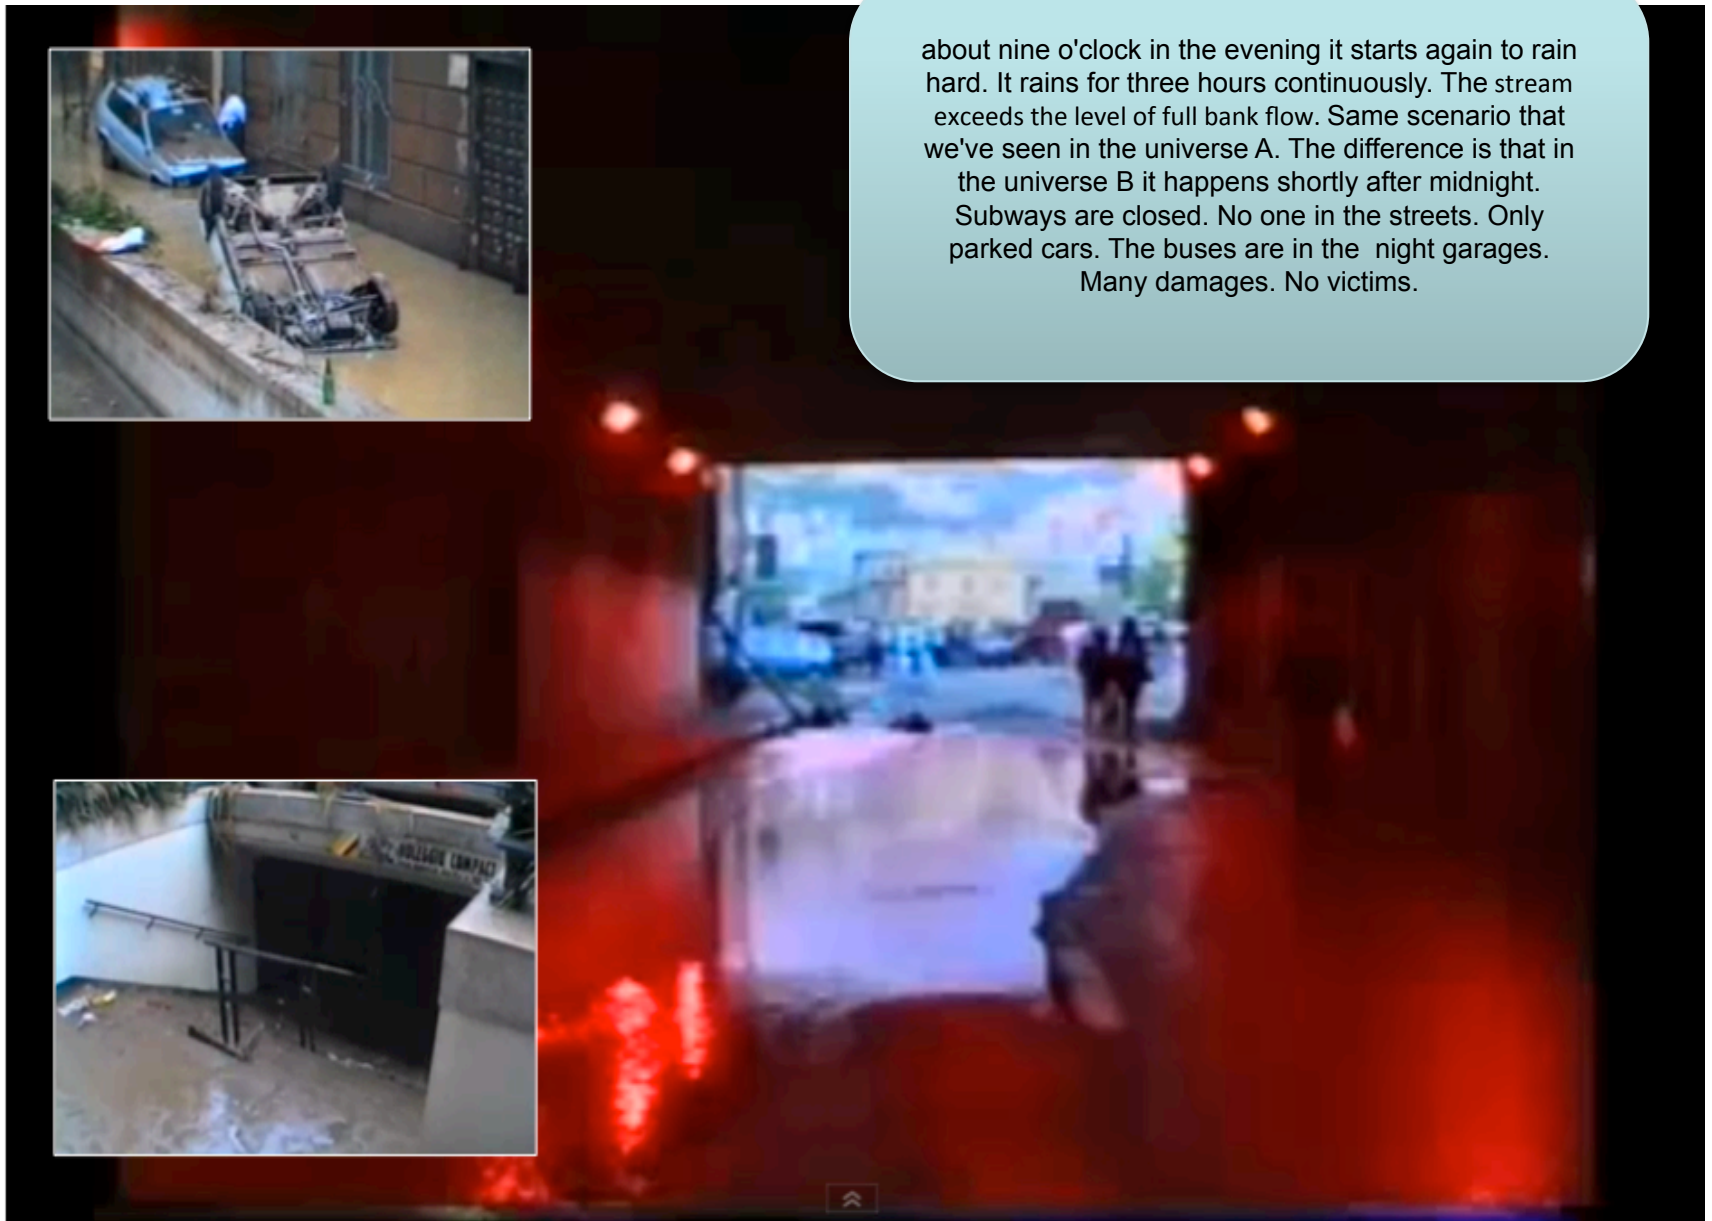 about nine o'clock in the evening it starts again to rain
hard. It rains for three hours continuously. The stream
exceeds the level of full bank flow. Same scenario that
we've seen in the universe A. The difference is that in
the universe B it happens shortly after midnight.
Subways are closed. No one in the streets. Only
parked cars. The buses are in the  night garages.
Many damages. No victims.